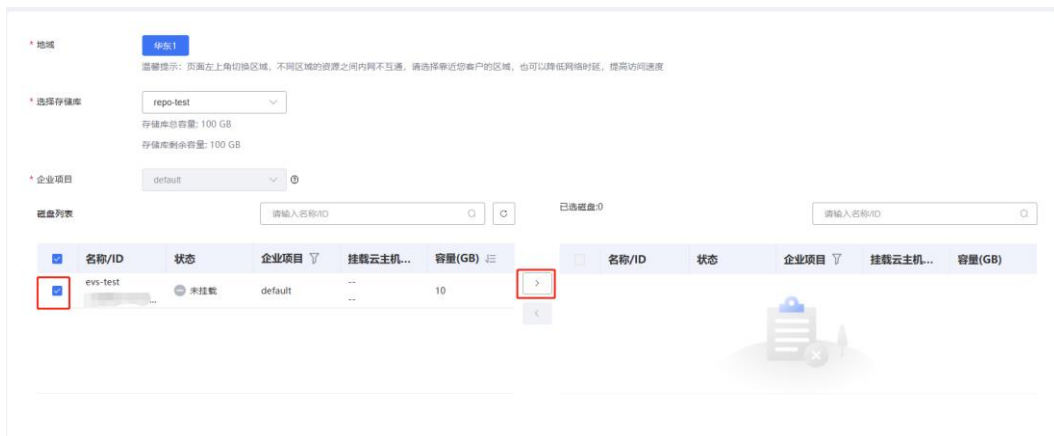 * 地域
华东1
温馨提示：页面左上角切换区域，不同区域的资源之间内网不互通，请选择靠近您客户的区域，也可以降低网络时延，提高访问速度
* 选择存储库
repo-test
存储库总容量: 100 GB
存储库剩余容量: 100 GB
* 企业项目
default
磁盘列表
请输入名称/ID
已选磁盘:0
请输入名称/ID
名称/ID 状态 企业项目 挂载云主机... 容量(GB)
名称/ID 状态 企业项目 挂载云主机... 容量(GB)
evs-test
...
未挂载
default
--
--
10